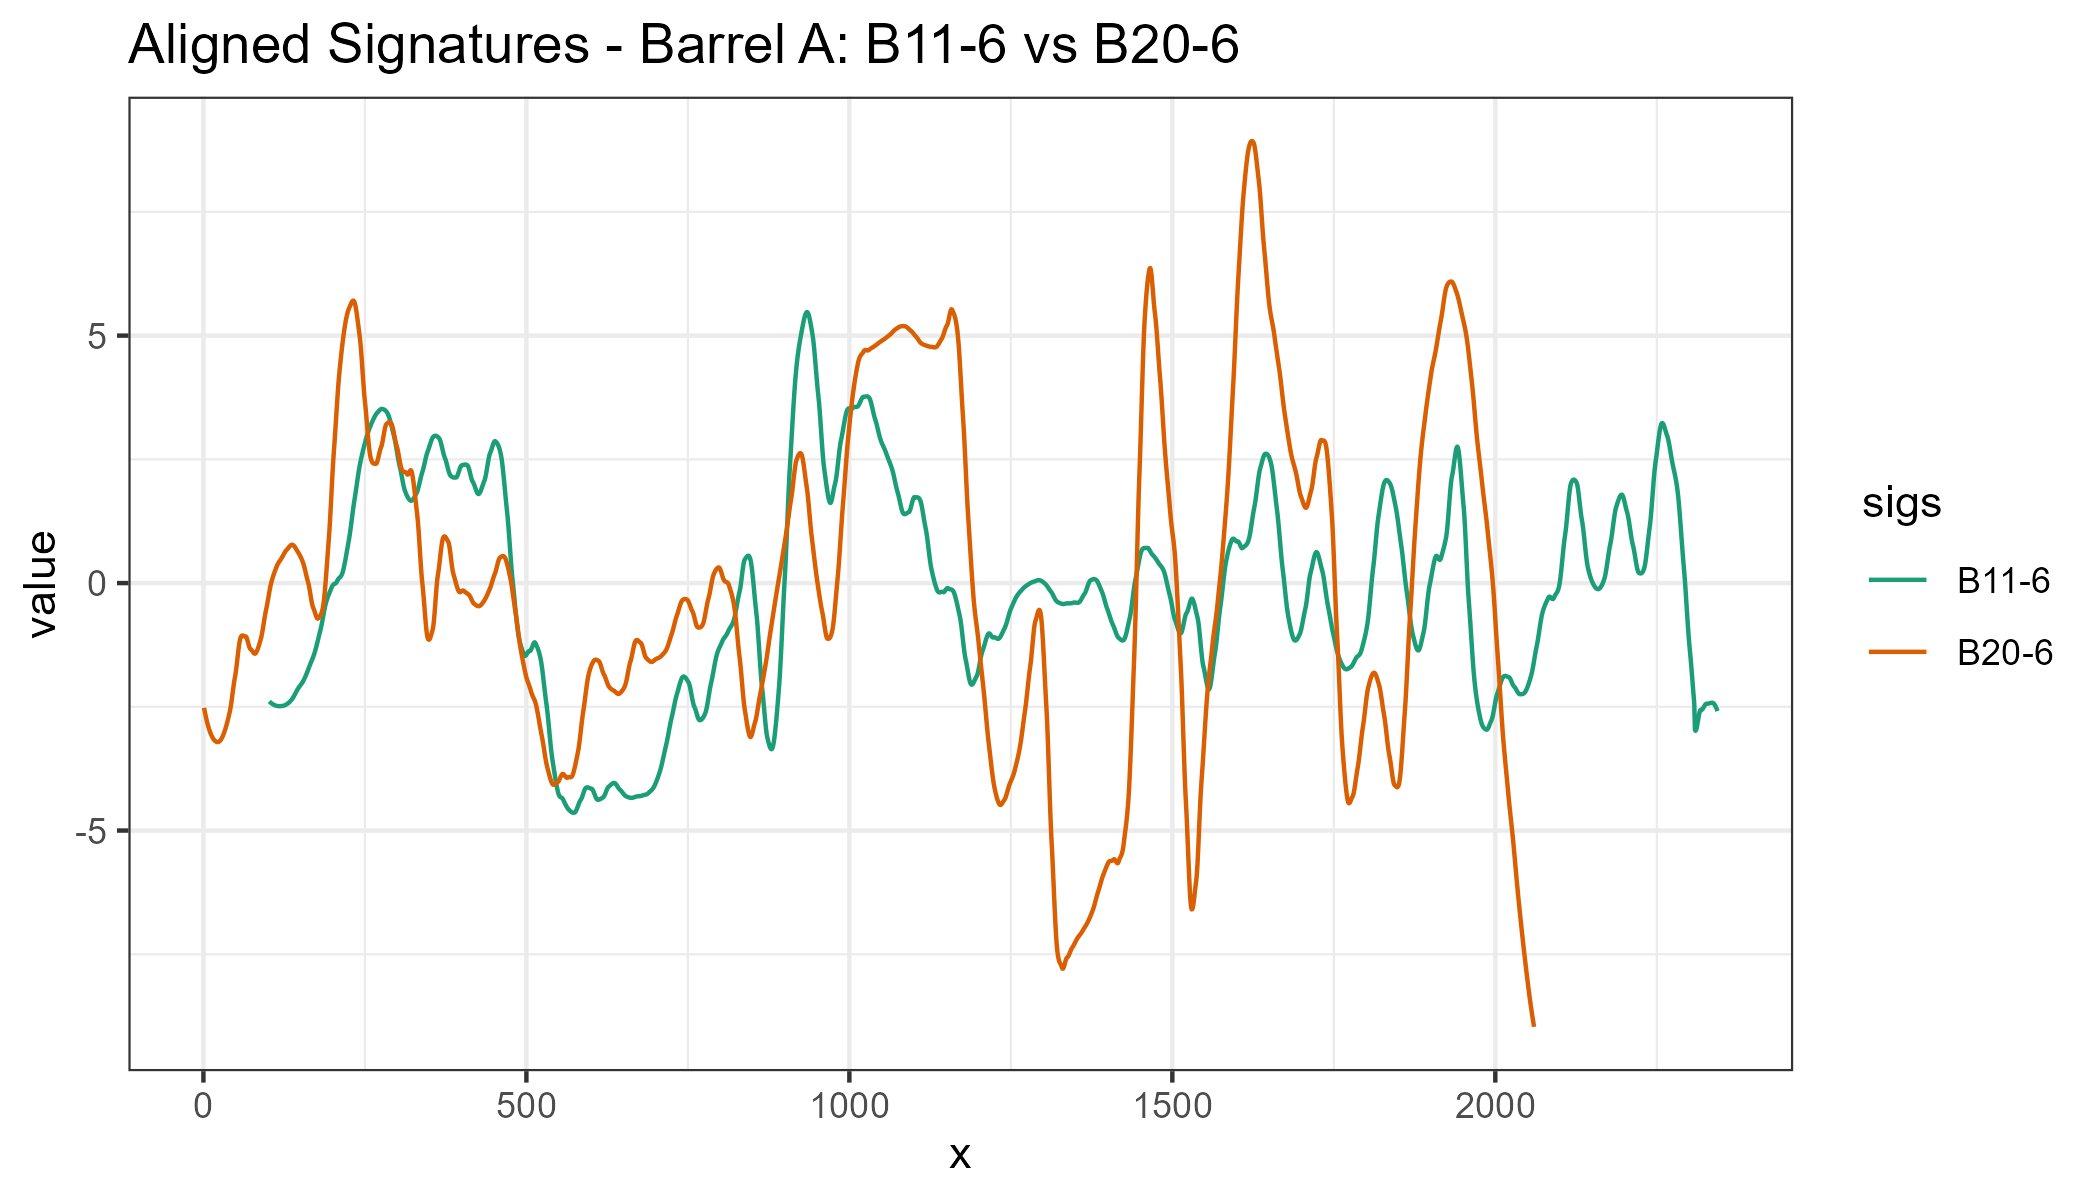 Aligned Signatures - Barrel A: B11-6 vs B20-6
value
5
0
-5
0
500
1000
1500
2000
x
sigs
B11-6
B20-6